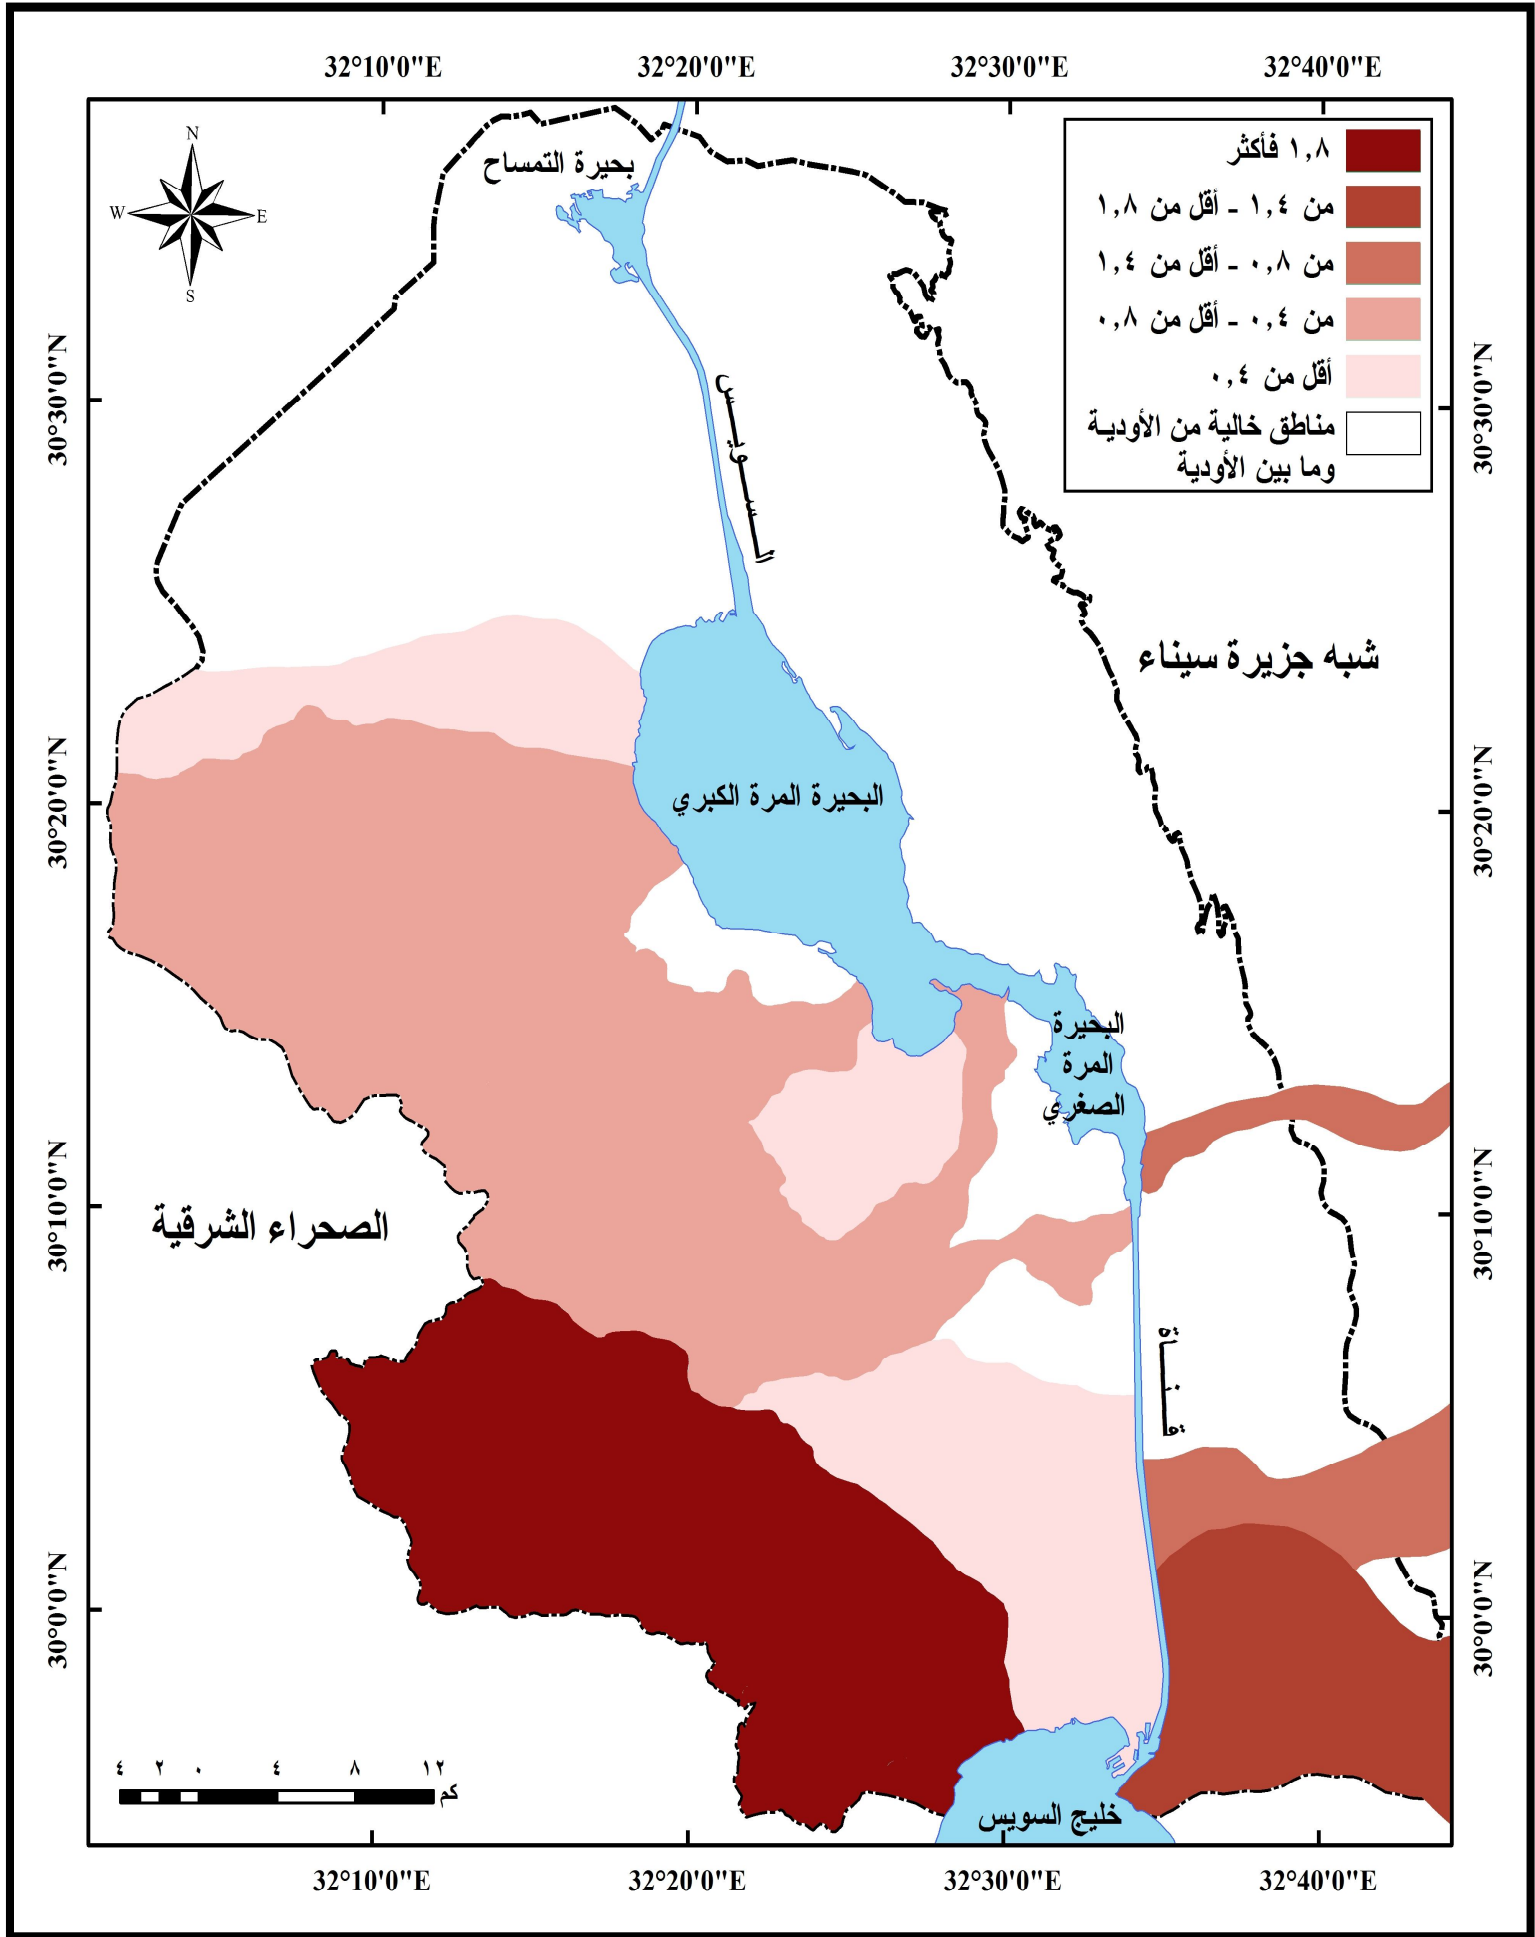 32°10'0"E
32°20'0"E
32°30'0"E
32°40'0"E
N
W
E
S
١,٨ فأكثر
من ١,٤ - أقل من ١,٨
من ٠,٨ - أقل من ١,٤
من ٠,٤ - أقل من ٠,٨
أقل من ٠,٤
مناطق خالية من الأودية
وما بين الأودية
بحيرة التمساح
30°30'0"N
30°30'0"N
الـسـويـس
شبه جزيرة سيناء
30°20'0"N
البحيرة المرة الكبري
30°20'0"N
البحيرة
المرة
الصغري
30°10'0"N
الصحراء الشرقية
30°10'0"N
قـنـاة
30°0'0"N
30°0'0"N
٤ ٢ ٠ ٤ ٨ ١٢
كم
خليج السويس
32°10'0"E
32°20'0"E
32°30'0"E
32°40'0"E